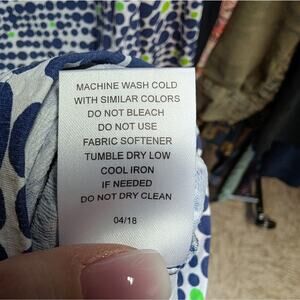 MACHINE WASH COLD
WITH SIMILAR COLORS
DO NOT BLEACH
DO NOT USE
FABRIC SOFTENER
TUMBLE DRY LOW
COOL IRON
IF NEEDED
DO NOT DRY CLEAN
04/18